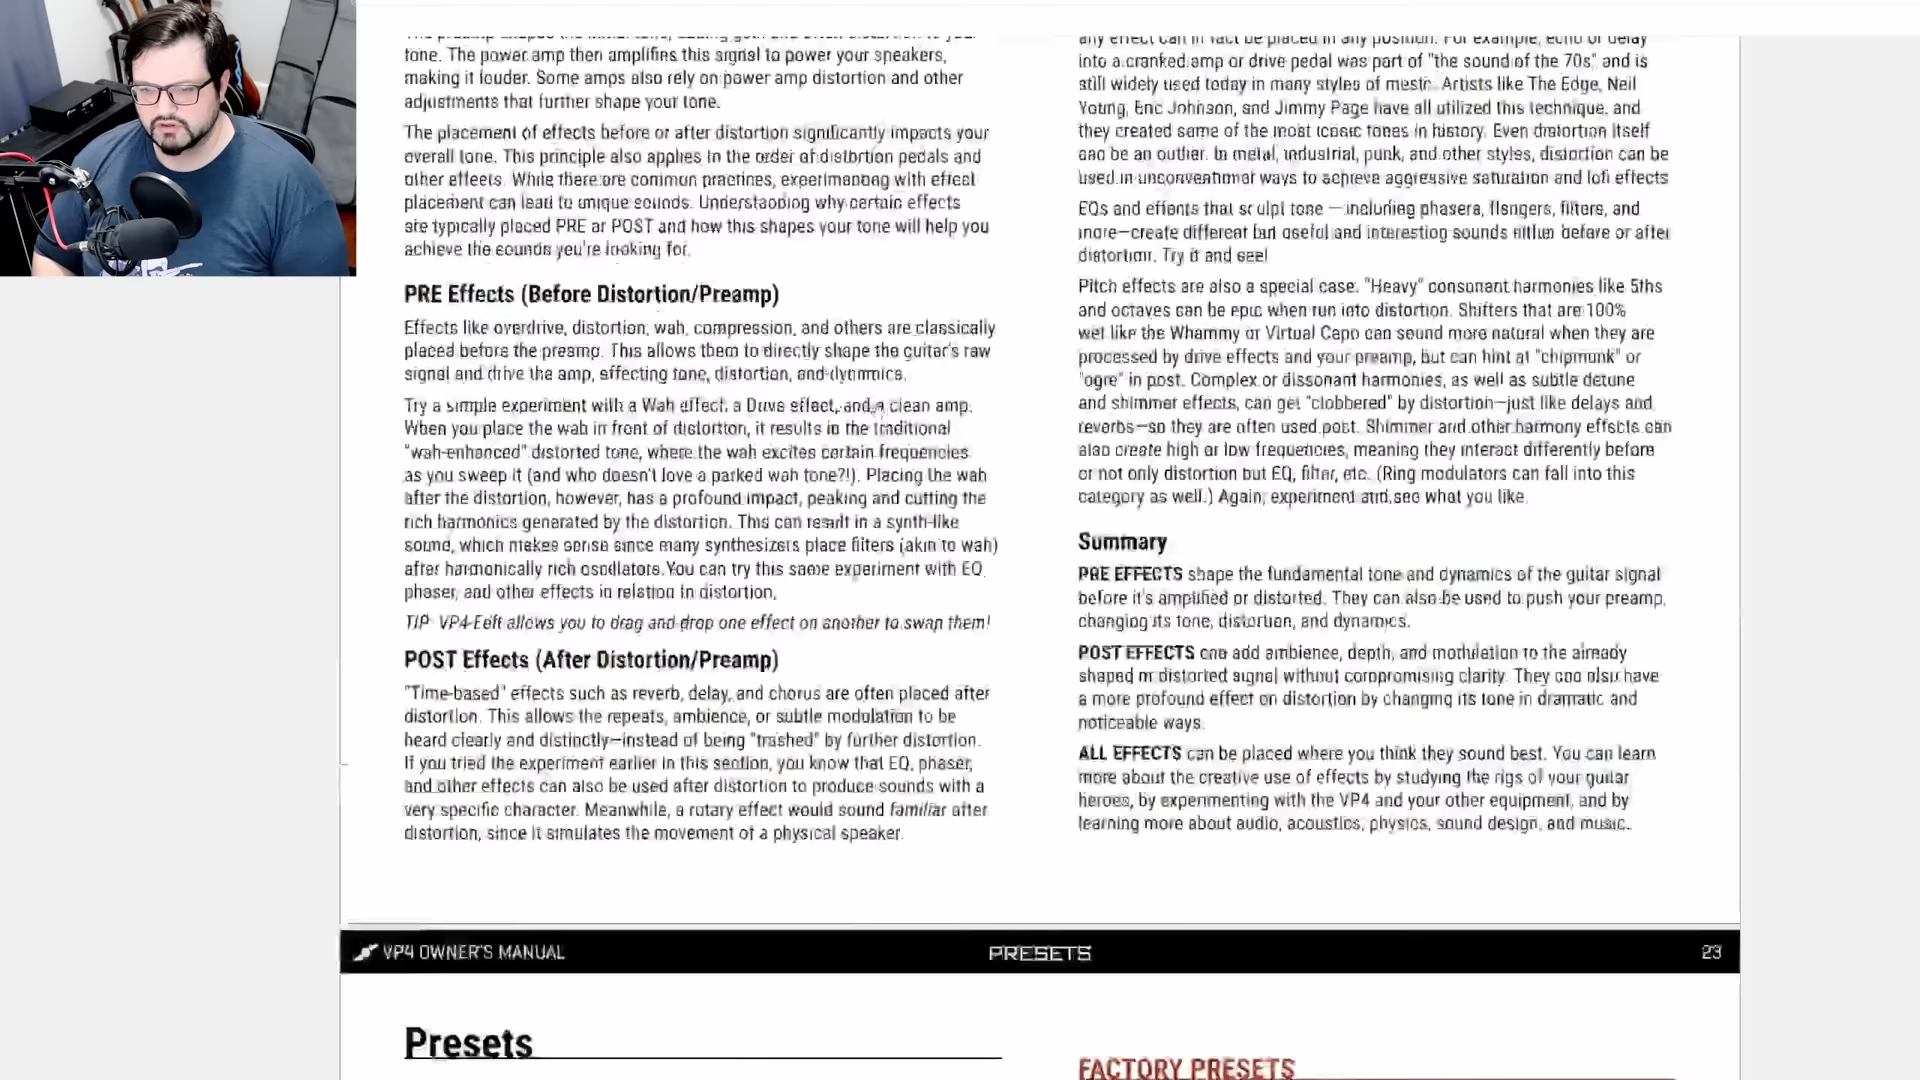 tone. The power amp then amplifies this signal to power your speakers,
making it louder. Some amps also rely on power amp distortion and other
adjustments that further shape your tone.
The placement of effects before or after distortion significantly impacts your
overall tone. This principle also applies to the order of distortion pedals and
other effects. While there are common practices, experimenting with effect
placement can lead to unique sounds. Understanding why certain effects
are typically placed PRE or POST and how this shapes your tone will help you
achieve the sounds you're looking for.
PRE Effects (Before Distortion/Preamp)
Effects like overdrive, distortion, wah, compression, and others are classically
placed before the preamp. This allows them to directly shape the guitar's raw
signal and drive the amp, affecting tone, distortion, and dynamics.
Try a simple experiment with a Wah effect, a Drive effect, and a clean amp.
When you place the wah in front of distortion, it results in the traditional
"wah-enhanced" distorted tone, where the wah excites certain frequencies
as you sweep it (and who doesn't love a parked wah tone?!). Placing the wah
after the distortion, however, has a profound impact, peaking and cutting the
rich harmonics generated by the distortion. This can result in a synth-like
sound, which makes sense since many synthesizers place filters (akin to wah)
after harmonically rich oscillators. You can try this same experiment with EQ,
phaser, and other effects in relation to distortion.
TIP VP4-Edit allows you to drag and drop one effect on another to swap them!
POST Effects (After Distortion/Preamp)
"Time-based" effects such as reverb, delay, and chorus are often placed after
distortion. This allows the repeats, ambience, or subtle modulation to be
heard clearly and distinctly—instead of being "trashed" by further distortion.
If you tried the experiment earlier in this section, you know that EQ, phaser,
and other effects can also be used after distortion to produce sounds with a
very specific character. Meanwhile, a rotary effect would sound familiar after
distortion, since it simulates the movement of a physical speaker.
any effect can in fact be placed in any position. For example, echo or delay
into a cranked amp or drive pedal was part of "the sound of the 70s" and is
still widely used today in many styles of music. Artists like The Edge, Neil
Young, Eric Johnson, and Jimmy Page have all utilized this technique, and
they created some of the most iconic tones in history. Even distortion itself
can be an outlier. In metal, industrial, punk, and other styles, distortion can be
used in unconventional ways to achieve aggressive saturation and lofi effects
EQs and effects that sculpt tone — including phasers, flangers, filters, and
more—create different but useful and interesting sounds either before or after
distortion. Try it and see!
Pitch effects are also a special case. "Heavy" consonant harmonies like 5ths
and octaves can be epic when run into distortion. Shifters that are 100%
wet like the Whammy or Virtual Capo can sound more natural when they are
processed by drive effects and your preamp, but can hint at "chipmunk" or
"ogre" in post. Complex or dissonant harmonies, as well as subtle detune
and shimmer effects, can get "clobbered" by distortion—just like delays and
reverbs—so they are often used post. Shimmer and other harmony effects can
also create high or low frequencies, meaning they interact differently before
or not only distortion but EQ, filter, etc. (Ring modulators can fall into this
category as well.) Again, experiment and see what you like.
Summary
PRE EFFECTS shape the fundamental tone and dynamics of the guitar signal
before it's amplified or distorted. They can also be used to push your preamp,
changing its tone, distortion, and dynamics.
POST EFFECTS can add ambience, depth, and modulation to the already
shaped or distorted signal without compromising clarity. They can also have
a more profound effect on distortion by changing its tone in dramatic and
noticeable ways.
ALL EFFECTS can be placed where you think they sound best. You can learn
more about the creative use of effects by studying the rigs of your guitar
heroes, by experimenting with the VP4 and your other equipment, and by
learning more about audio, acoustics, physics, sound design, and music.
VP4 OWNER'S MANUAL
PRESETS
23
Presets
FACTORY PRESETS